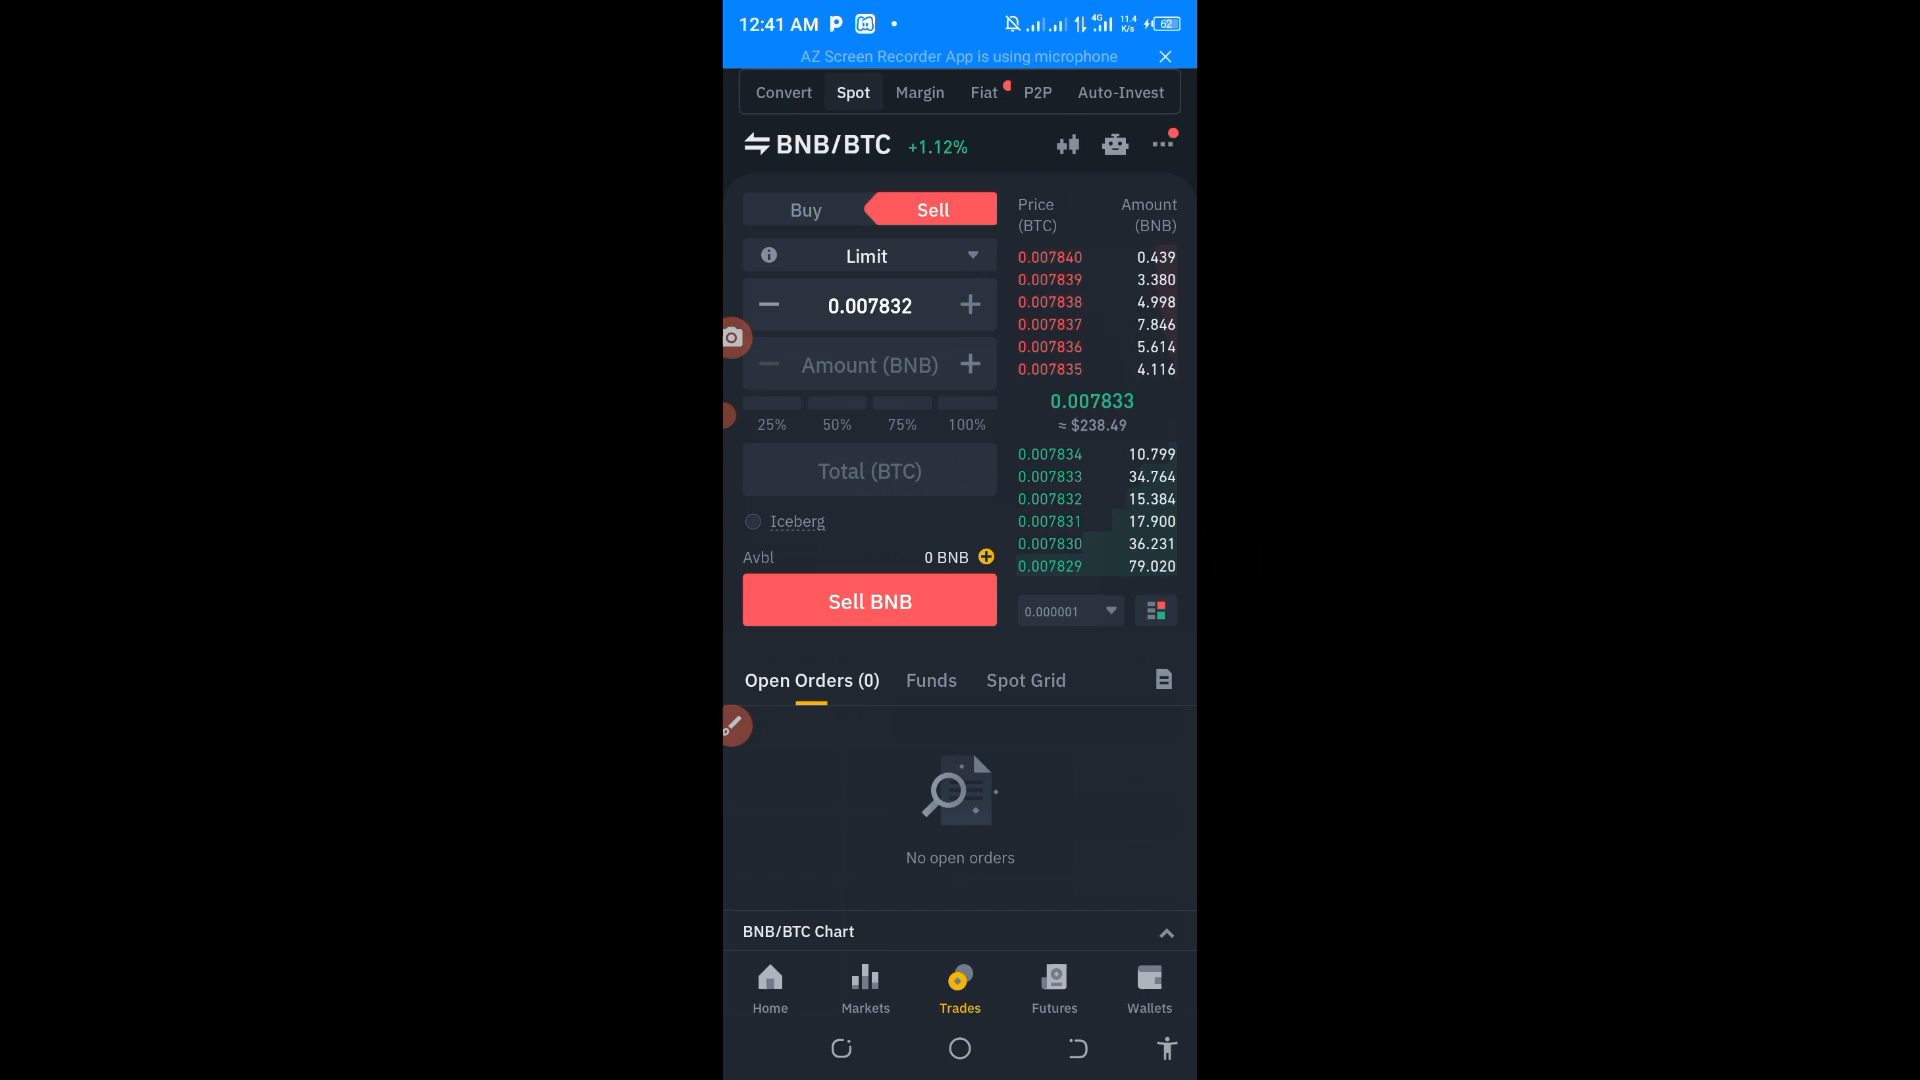 12:41 AM
4G 11.4 K/s 62
AZ Screen Recorder App is using microphone
Convert Spot Margin Fiat P2P Auto-Invest
BNB/BTC +1.12%
Buy Sell
Price (BTC) Amount (BNB)
Limit
0.007832
Amount (BNB)
25% 50% 75% 100%
Total (BTC)
Iceberg
Avbl 0 BNB
Sell BNB
0.007840 0.439
0.007839 3.380
0.007838 4.998
0.007837 7.846
0.007836 5.614
0.007835 4.116
0.007833
≈ $238.49
0.007834 10.799
0.007833 34.764
0.007832 15.384
0.007831 17.900
0.007830 36.231
0.007829 79.020
0.000001
Open Orders (0) Funds Spot Grid
No open orders
BNB/BTC Chart
Home Markets Trades Futures Wallets